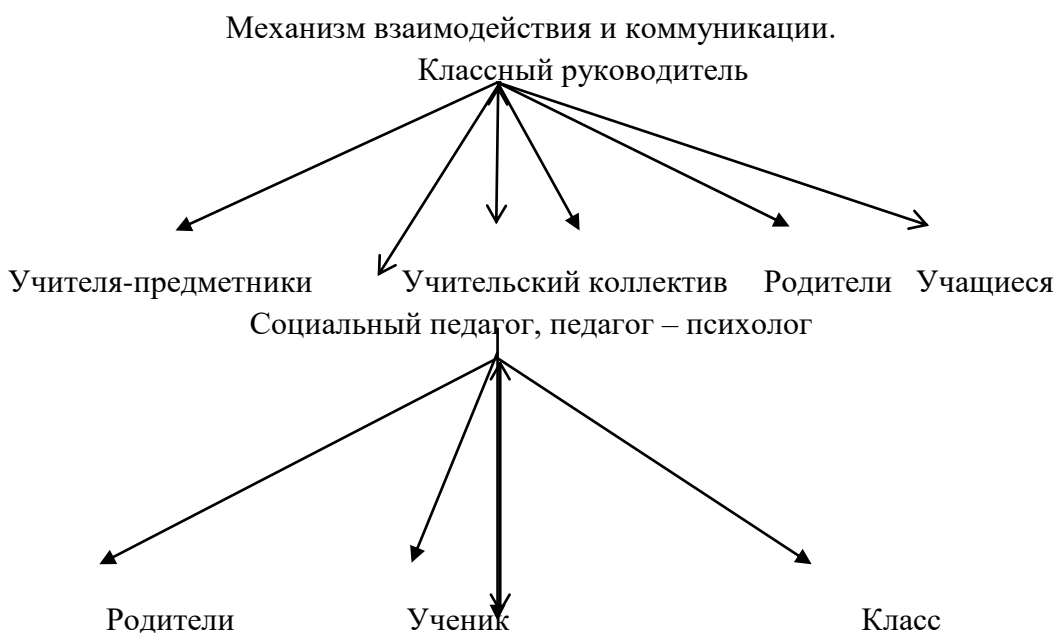 Механизм взаимодействия и коммуникации.
Классный руководитель
Учителя-предметники Учительский коллектив Родители Учащиеся
Социальный педагог, педагог – психолог
Родители Ученик Класс